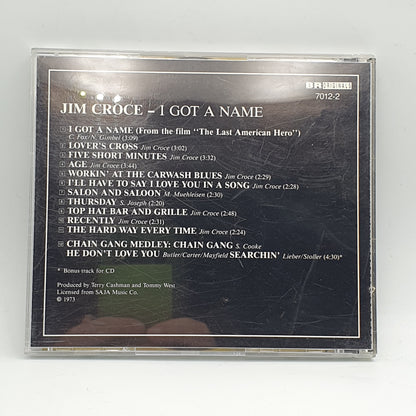 7012-2
JIM CROCE – I GOT A NAME
I GOT A NAME (From the film "The Last American Hero")
C. Fox/N. Gimbel (3:09)
LOVER'S CROSS Jim Croce (3:02)
FIVE SHORT MINUTES Jim Croce (3:32)
AGE Jim Croce (3:44)
WORKIN' AT THE CARWASH BLUES Jim Croce (2:29)
I'LL HAVE TO SAY I LOVE YOU IN A SONG Jim Croce (2:28)
SALON AND SALOON M. Muehleisen (2:30)
THURSDAY S. Joseph (2:20)
TOP HAT BAR AND GRILLE Jim Croce (2:48)
RECENTLY Jim Croce (2:31)
THE HARD WAY EVERY TIME Jim Croce (2:24)
CHAIN GANG MEDLEY: CHAIN GANG S. Cooke
HE DON'T LOVE YOU Butler/Carter/Mayfield SEARCHIN' Lieber/Stoller (4:30)*
* Bonus track for CD
Produced by Terry Cashman and Tommy West
Licensed from SAJA Music Co.
℗ 1973